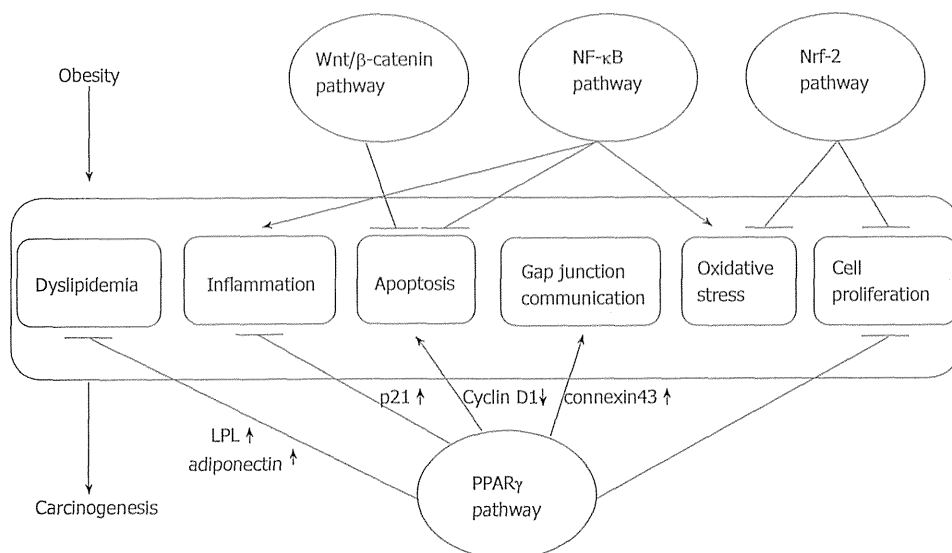 Obesity
Wnt/β-catenin
pathway
NF-κB
pathway
Nrf-2
pathway
Dyslipidemia
Inflammation
Apoptosis
Gap junction
communication
Oxidative
stress
Cell
proliferation
p21 ↑
Cyclin D1↓
connexin43 ↑
LPL ↑
adiponectin ↑
PPARγ
pathway
Carcinogenesis